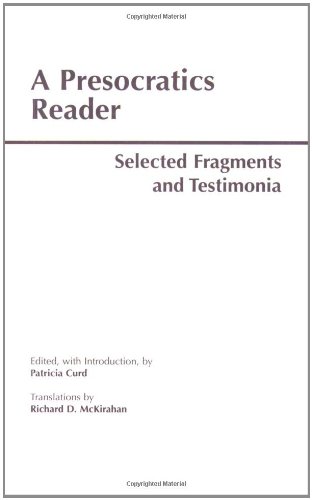 Copyrighted Material
A Presocratics
Reader
Selected Fragments
and Testimonia
Edited, with Introduction, by
Patricia Curd
Translations by
Richard D. McKirahan
Copyrighted Material